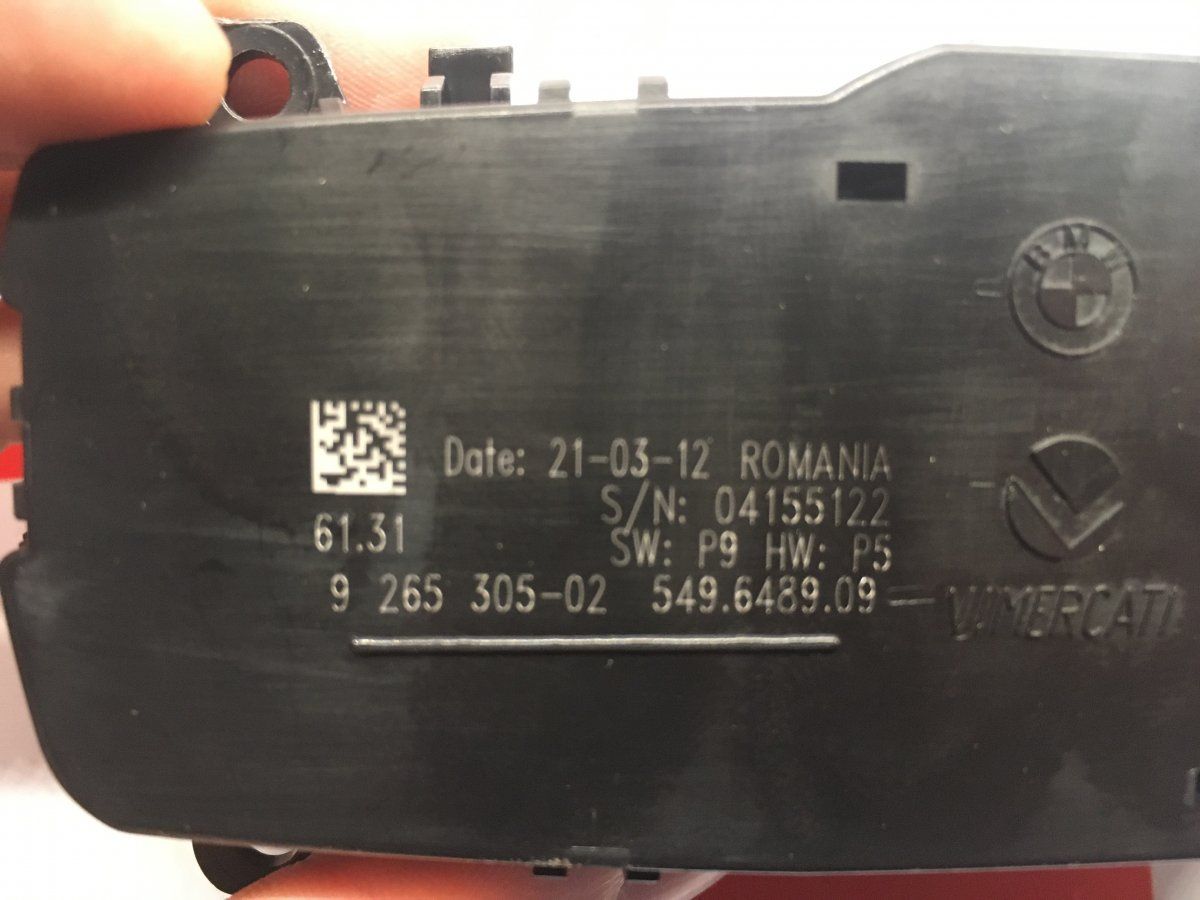 BMW
Date: 21-03-12 ROMANIA
S/N: 04155122
61.31
SW: P9 HW: P5
9 265 305-02 549.6489.09
VIMERCATI